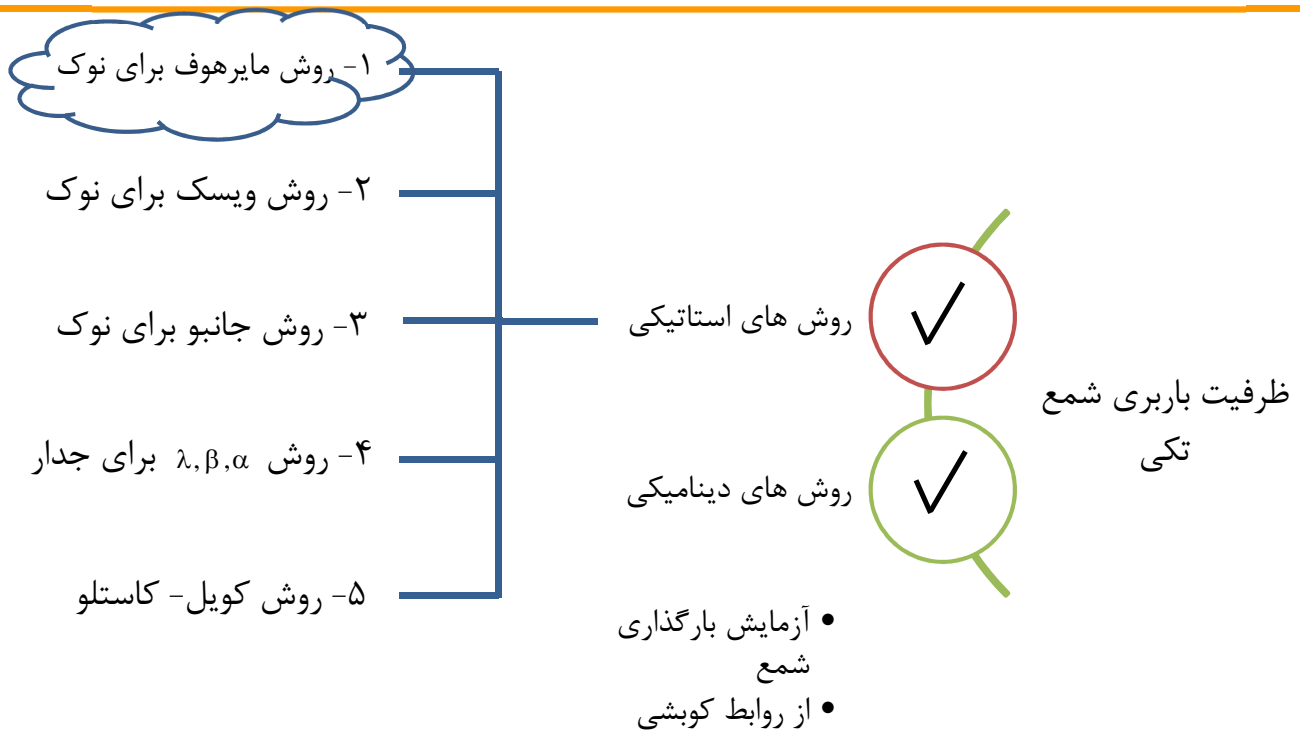 ظرفیت باربری شمع
تکی
روش های استاتیکی
۱- روش مایرهوف برای نوک
۲- روش ویسک برای نوک
۳- روش جانبو برای نوک
۴- روش λ,β,α برای جدار
۵- روش کویل- کاستلو
روش های دینامیکی
• آزمایش بارگذاری
شمع
• از روابط کوبشی